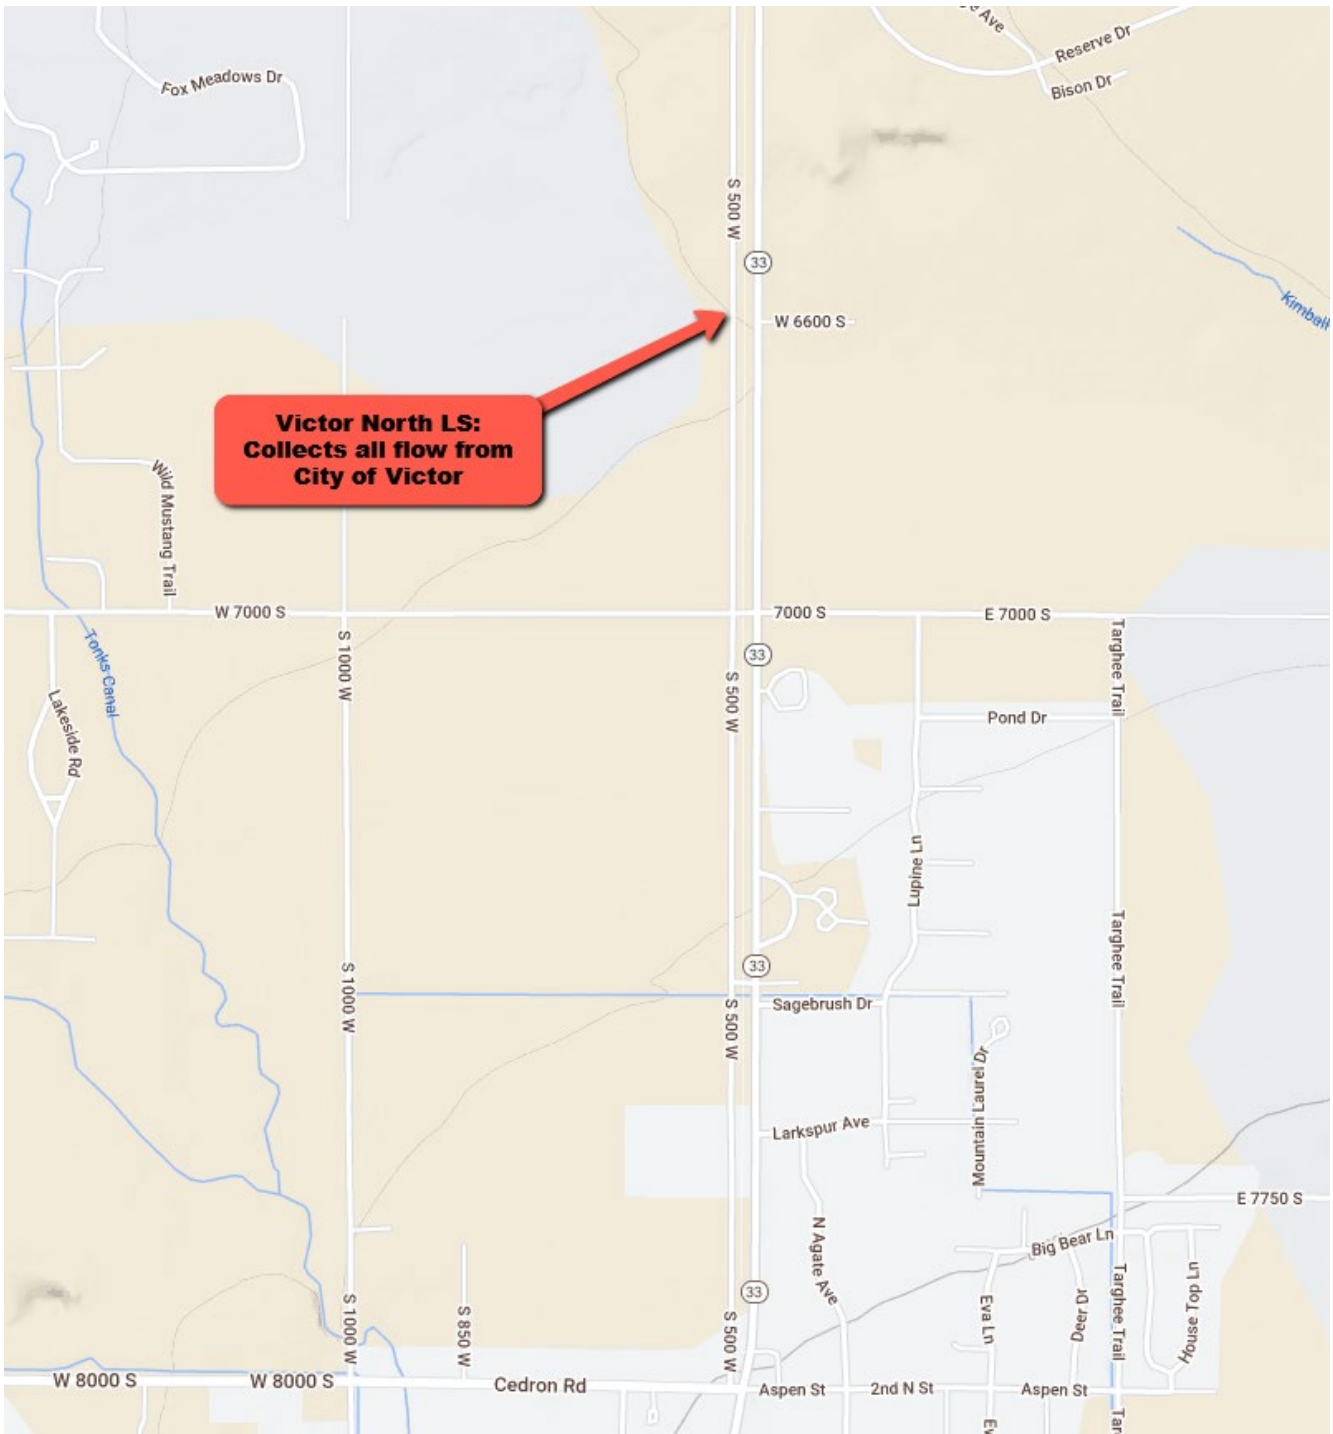 Fox Meadows Dr
Ave
Reserve Dr
Bison Dr
S 500 W
33
W 6600 S
Kimball
Victor North LS:
Collects all flow from
City of Victor
Wild Mustang Trail
W 7000 S
7000 S
E 7000 S
Tonks Canal
S 1000 W
33
S 500 W
Targhee Trail
Lakeside Rd
Pond Dr
Lupine Ln
Targhee Trail
S 1000 W
33
S 500 W
Sagebrush Dr
Mountain Laurel Dr
Larkspur Ave
E 7750 S
N Agate Ave
Big Bear Ln
S 1000 W
S 850 W
33
S 500 W
Eva Ln
Deer Dr
Targhee Trail
House Top Ln
W 8000 S
W 8000 S
Cedron Rd
Aspen St
2nd N St
Aspen St
Ev
Tar